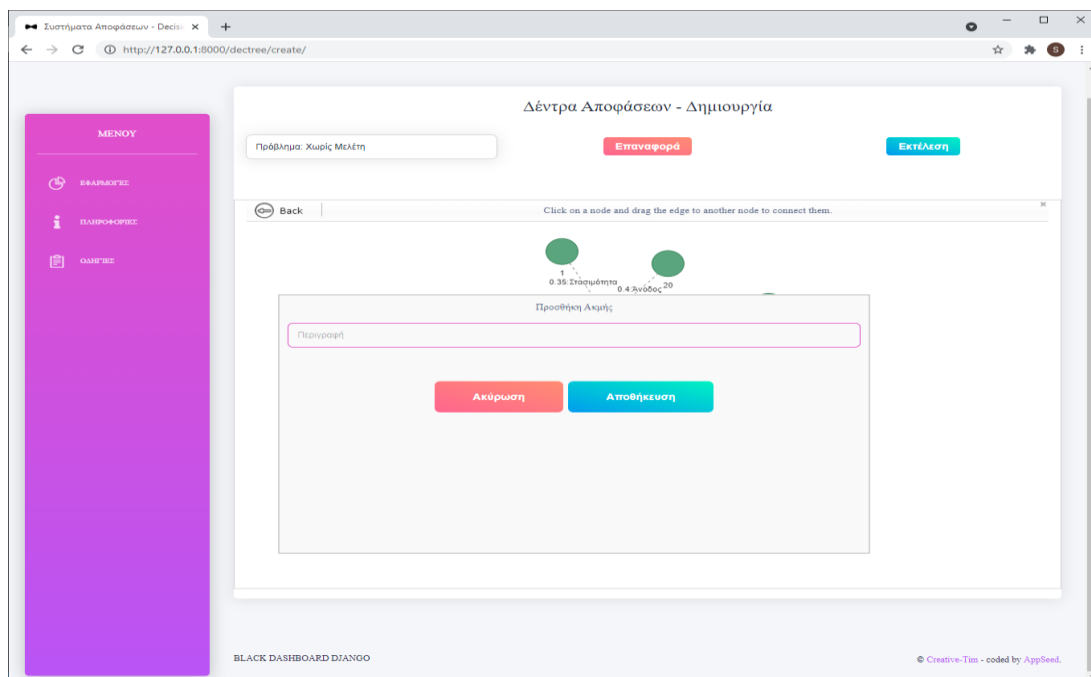 Συστήματα Αποφάσεων - Decisi
http://127.0.0.1:8000/dectree/create/
S
Δέντρα Αποφάσεων - Δημιουργία
ΜΕΝΟΥ
ΕΦΑΡΜΟΓΕΣ
ΠΛΗΡΟΦΟΡΙΕΣ
ΟΔΗΓΙΕΣ
Πρόβλημα: Χωρίς Μελέτη
Επαναφορά
Εκτέλεση
Back
Click on a node and drag the edge to another node to connect them.
1
0.35:Στασιμότητα
20
0.4:Άνοδος
Προσθήκη Ακμής
Περιγραφή
Ακύρωση
Αποθήκευση
BLACK DASHBOARD DJANGO
© Creative-Tim - coded by AppSeed.